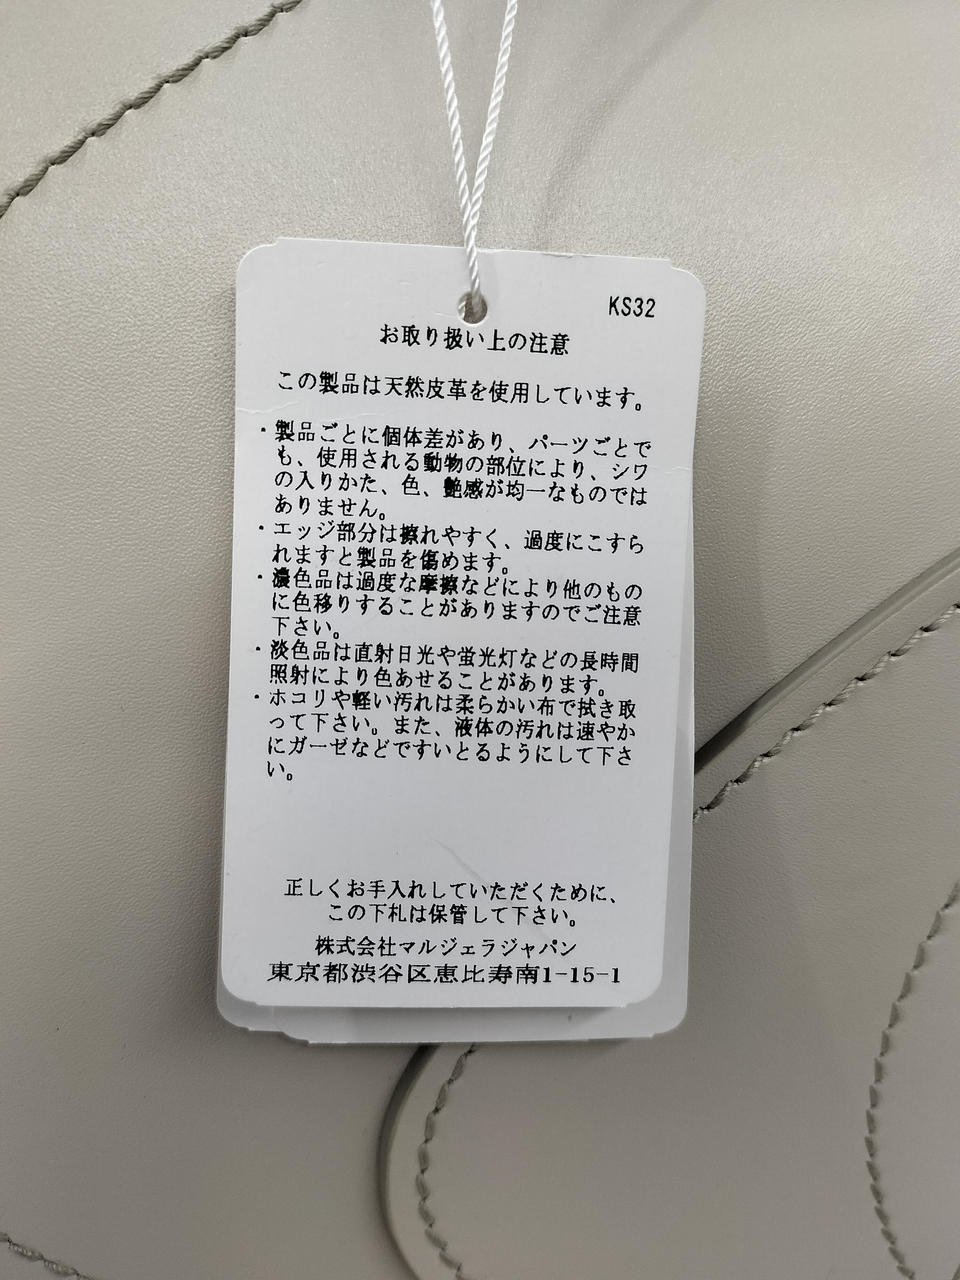 KS32
お取り扱い上の注意
この製品は天然皮革を使用しています。
・製品ごとに個体差があり、パーツごとで
も、使用される動物の部位により、シワ
の入りかた、色、艶感が均一なものでは
ありません。
・エッジ部分は擦れやすく、過度にこすら
れますと製品を傷めます。
・濃色品は過度な摩擦などにより他のもの
に色移りすることがありますのでご注意
下さい。
・淡色品は直射日光や蛍光灯などの長時間
照射により色あせることがあります。
・ホコリや軽い汚れは柔らかい布で拭き取
って下さい。また、液体の汚れは速やか
にガーゼなどですいとるようにして下さ
い。
正しくお手入れしていただくために、
この下札は保管して下さい。
株式会社マルジェラジャパン
東京都渋谷区恵比寿南1-15-1